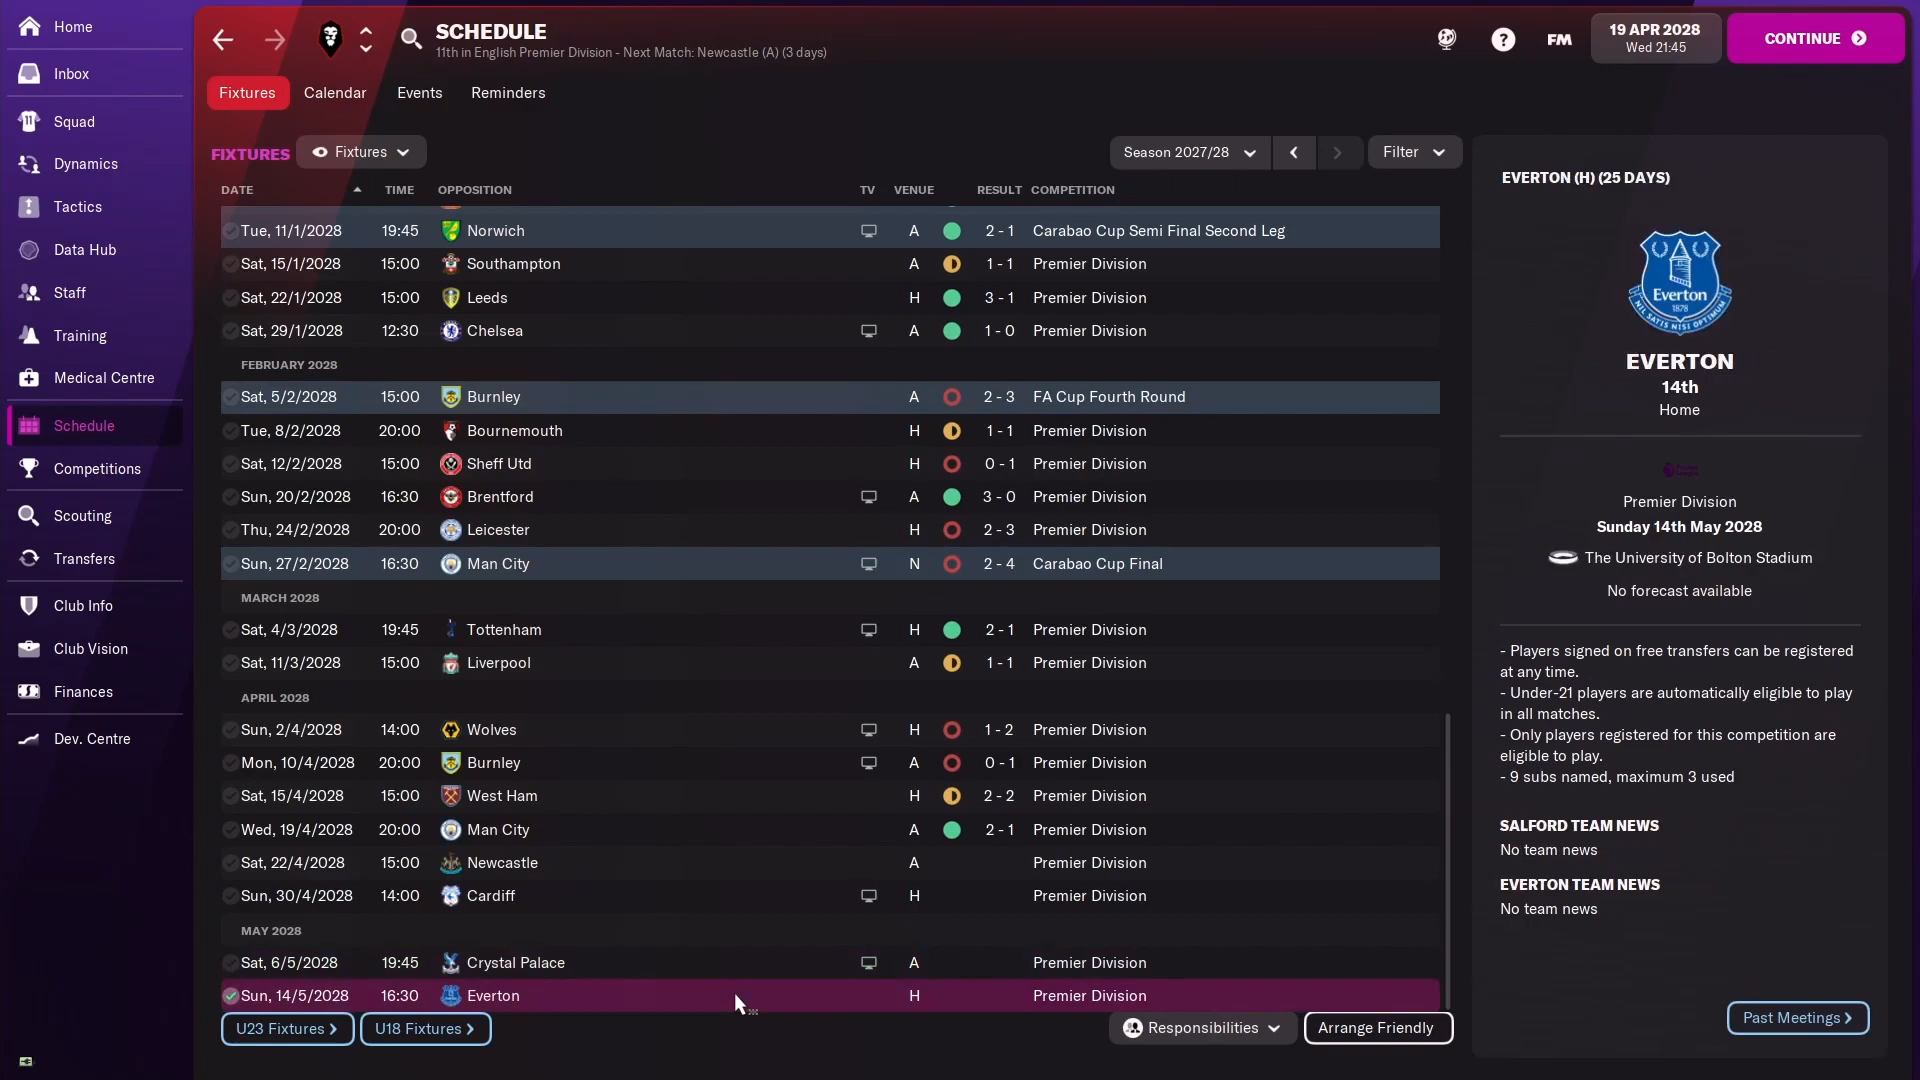 Home
Inbox
Squad
Dynamics
Tactics
Data Hub
Staff
Training
Medical Centre
Schedule
Competitions
Scouting
Transfers
Club Info
Club Vision
Finances
Dev. Centre
SCHEDULE
11th in English Premier Division - Next Match: Newcastle (A) (3 days)
FM
19 APR 2028
Wed 21:45
CONTINUE
Fixtures Calendar Events Reminders
FIXTURES Fixtures Season 2027/28 Filter
DATE TIME OPPOSITION TV VENUE RESULT COMPETITION
Tue, 11/1/2028 19:45 Norwich A 2 - 1 Carabao Cup Semi Final Second Leg
Sat, 15/1/2028 15:00 Southampton A 1 - 1 Premier Division
Sat, 22/1/2028 15:00 Leeds H 3 - 1 Premier Division
Sat, 29/1/2028 12:30 Chelsea A 1 - 0 Premier Division
FEBRUARY 2028
Sat, 5/2/2028 15:00 Burnley A 2 - 3 FA Cup Fourth Round
Tue, 8/2/2028 20:00 Bournemouth H 1 - 1 Premier Division
Sat, 12/2/2028 15:00 Sheff Utd H 0 - 1 Premier Division
Sun, 20/2/2028 16:30 Brentford A 3 - 0 Premier Division
Thu, 24/2/2028 20:00 Leicester H 2 - 3 Premier Division
Sun, 27/2/2028 16:30 Man City N 2 - 4 Carabao Cup Final
MARCH 2028
Sat, 4/3/2028 19:45 Tottenham H 2 - 1 Premier Division
Sat, 11/3/2028 15:00 Liverpool A 1 - 1 Premier Division
APRIL 2028
Sun, 2/4/2028 14:00 Wolves H 1 - 2 Premier Division
Mon, 10/4/2028 20:00 Burnley A 0 - 1 Premier Division
Sat, 15/4/2028 15:00 West Ham H 2 - 2 Premier Division
Wed, 19/4/2028 20:00 Man City A 2 - 1 Premier Division
Sat, 22/4/2028 15:00 Newcastle A Premier Division
Sun, 30/4/2028 14:00 Cardiff H Premier Division
MAY 2028
Sat, 6/5/2028 19:45 Crystal Palace A Premier Division
Sun, 14/5/2028 16:30 Everton H Premier Division
U23 Fixtures U18 Fixtures Responsibilities Arrange Friendly
EVERTON (H) (25 DAYS)
Everton
1878
NIL SATIS NISI OPTIMUM
EVERTON
14th
Home
Premier Division
Sunday 14th May 2028
The University of Bolton Stadium
No forecast available
- Players signed on free transfers can be registered
at any time.
- Under-21 players are automatically eligible to play
in all matches.
- Only players registered for this competition are
eligible to play.
- 9 subs named, maximum 3 used
SALFORD TEAM NEWS
No team news
EVERTON TEAM NEWS
No team news
Past Meetings